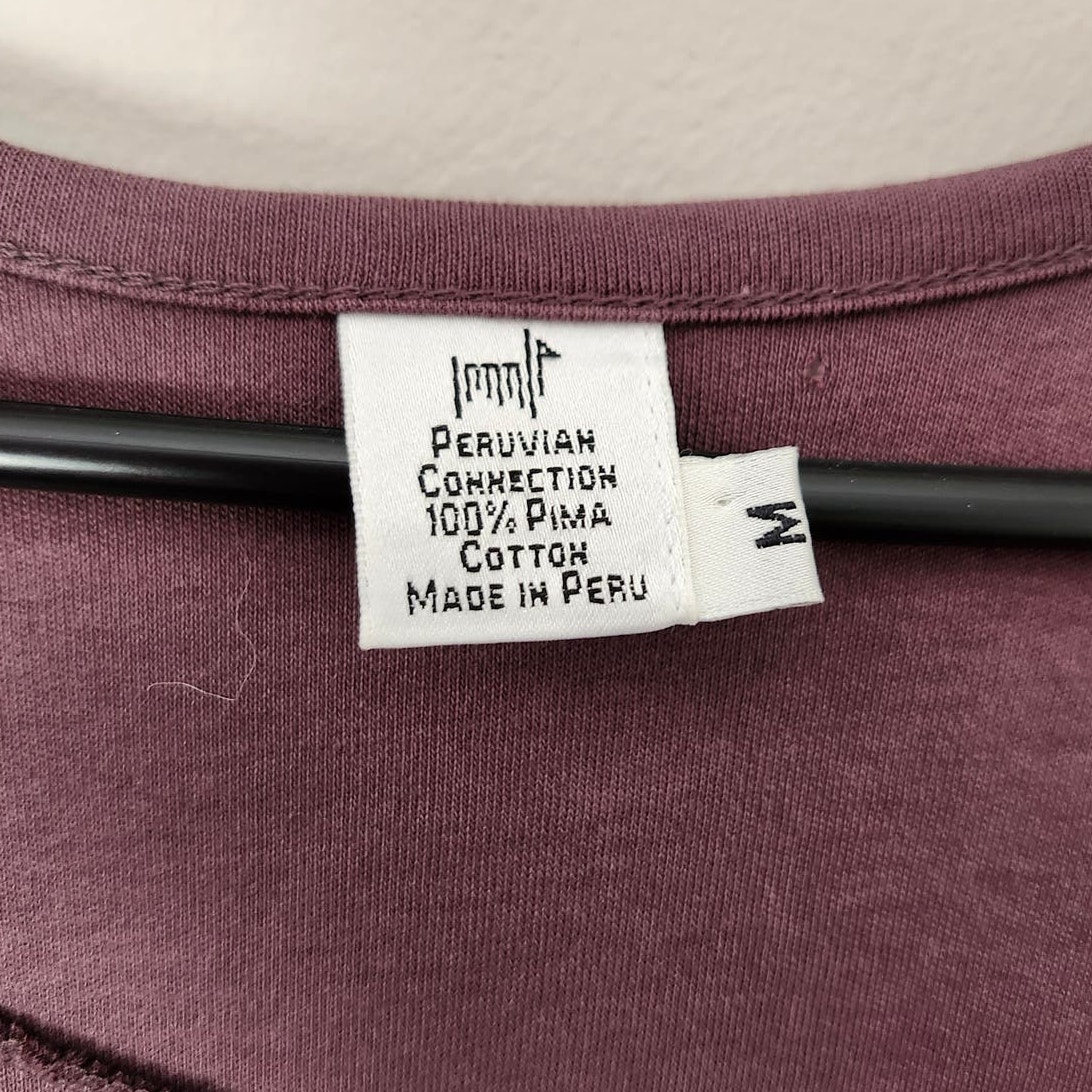 PERUVIAN
CONNECTION
100% PIMA
COTTON
MADE IN PERU
M